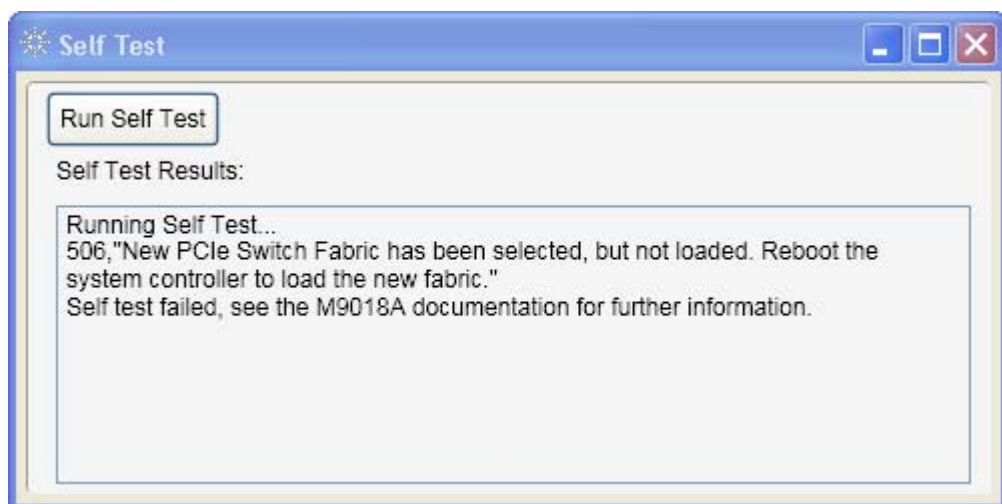 Self Test
Run Self Test
Self Test Results:
Running Self Test...
506,"New PCIe Switch Fabric has been selected, but not loaded. Reboot the
system controller to load the new fabric."
Self test failed, see the M9018A documentation for further information.